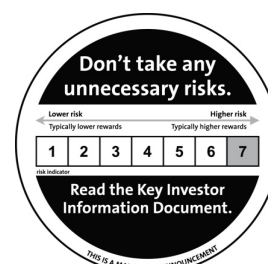 Don't take any
unnecessary risks.
Lower risk Higher risk
Typically lower rewards Typically higher rewards
1 2 3 4 5 6 7
risk indicator
Read the Key Investor
Information Document.
THIS IS A